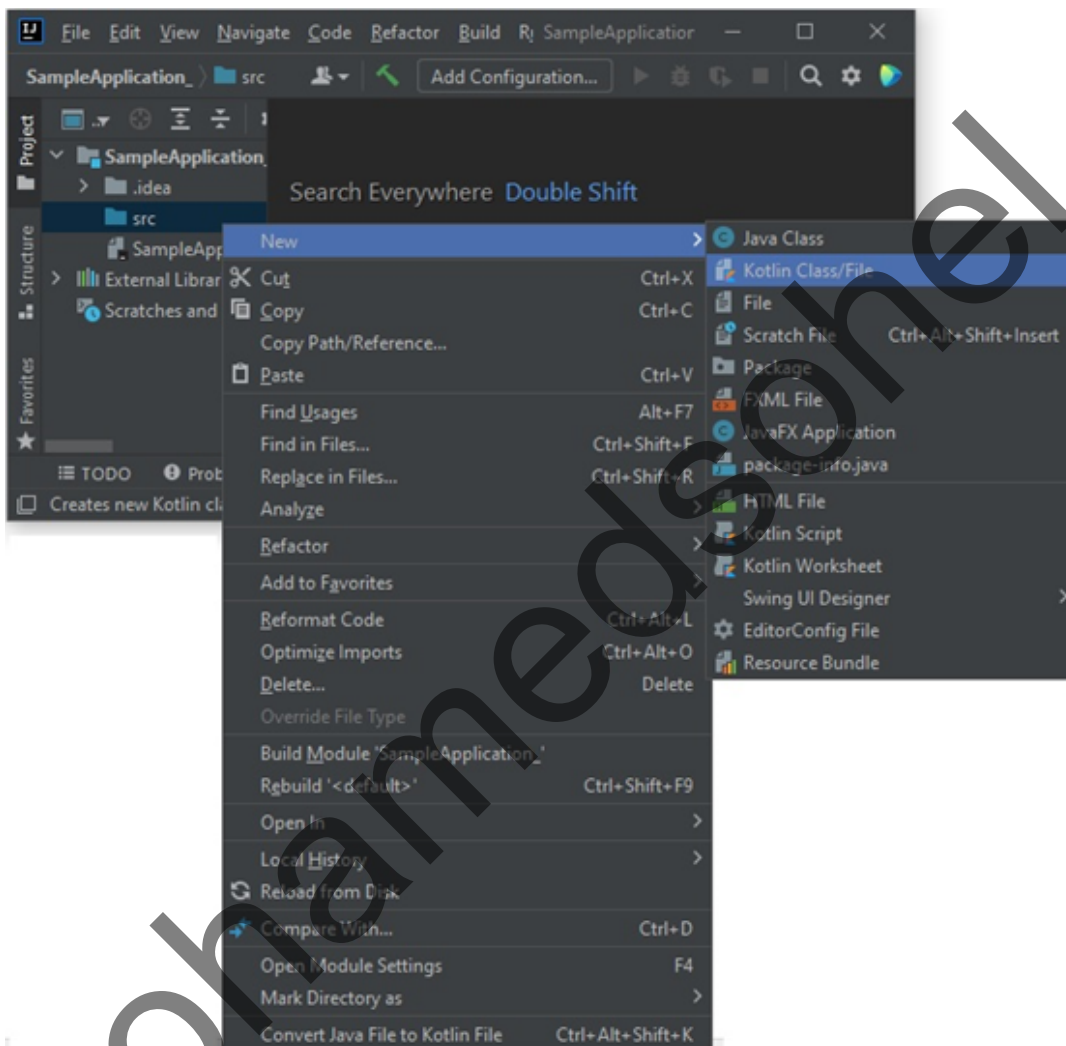 IJ File Edit View Navigate Code Refactor Build R SampleApplication
SampleApplication_ src Add Configuration...
Project
SampleApplication_
.idea
src
SampleApp
External Librar
Scratches and
Structure
Favorites
Search Everywhere Double Shift
TODO Prob
Creates new Kotlin cl
New
Cut Ctrl+X
Copy Ctrl+C
Copy Path/Reference...
Paste Ctrl+V
Find Usages Alt+F7
Find in Files... Ctrl+Shift+F
Replace in Files... Ctrl+Shift+R
Analyze
Refactor
Add to Favorites
Reformat Code Ctrl+Alt+L
Optimize Imports Ctrl+Alt+O
Delete... Delete
Override File Type
Build Module 'SampleApplication_'
Rebuild '<default>' Ctrl+Shift+F9
Open In
Local History
Reload from Disk
Compare With... Ctrl+D
Open Module Settings F4
Mark Directory as
Convert Java File to Kotlin File Ctrl+Alt+Shift+K
Java Class
Kotlin Class/File
File
Scratch File Ctrl+Alt+Shift+Insert
Package
FXML File
JavaFX Application
package-info.java
HTML File
Kotlin Script
Kotlin Worksheet
Swing UI Designer
EditorConfig File
Resource Bundle
hamedsohel